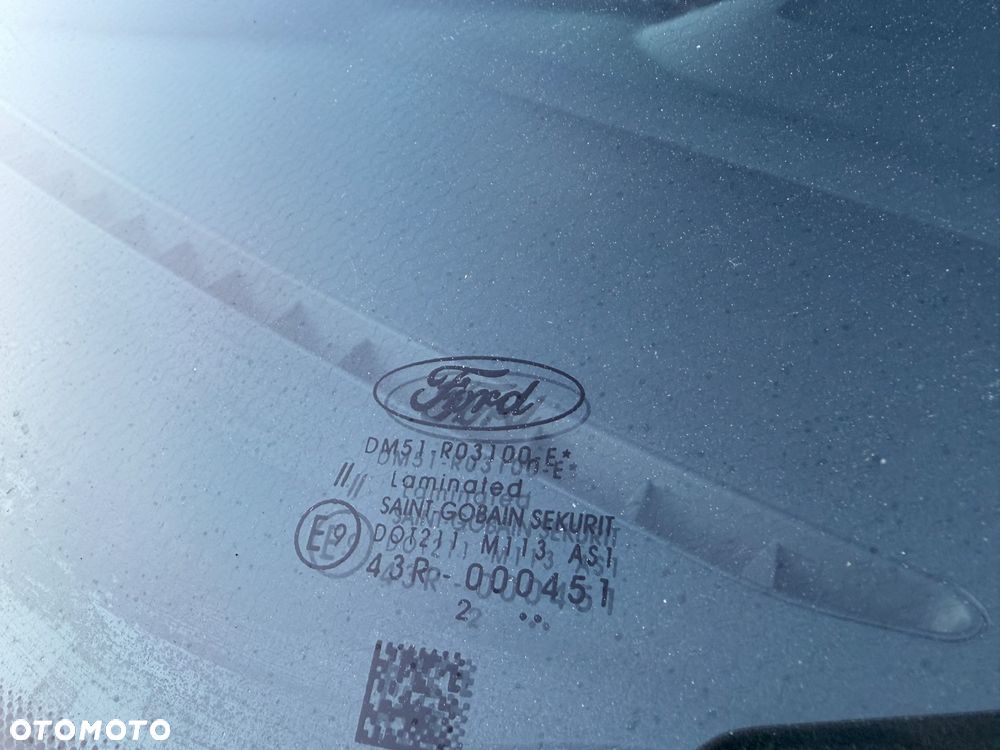 Ford
DM51-R03100-E*
// Laminated
SAINT GOBAIN SEKURIT
E9 DOT211 M113 AS1
43R-000451
2 ..
OTOMOTO